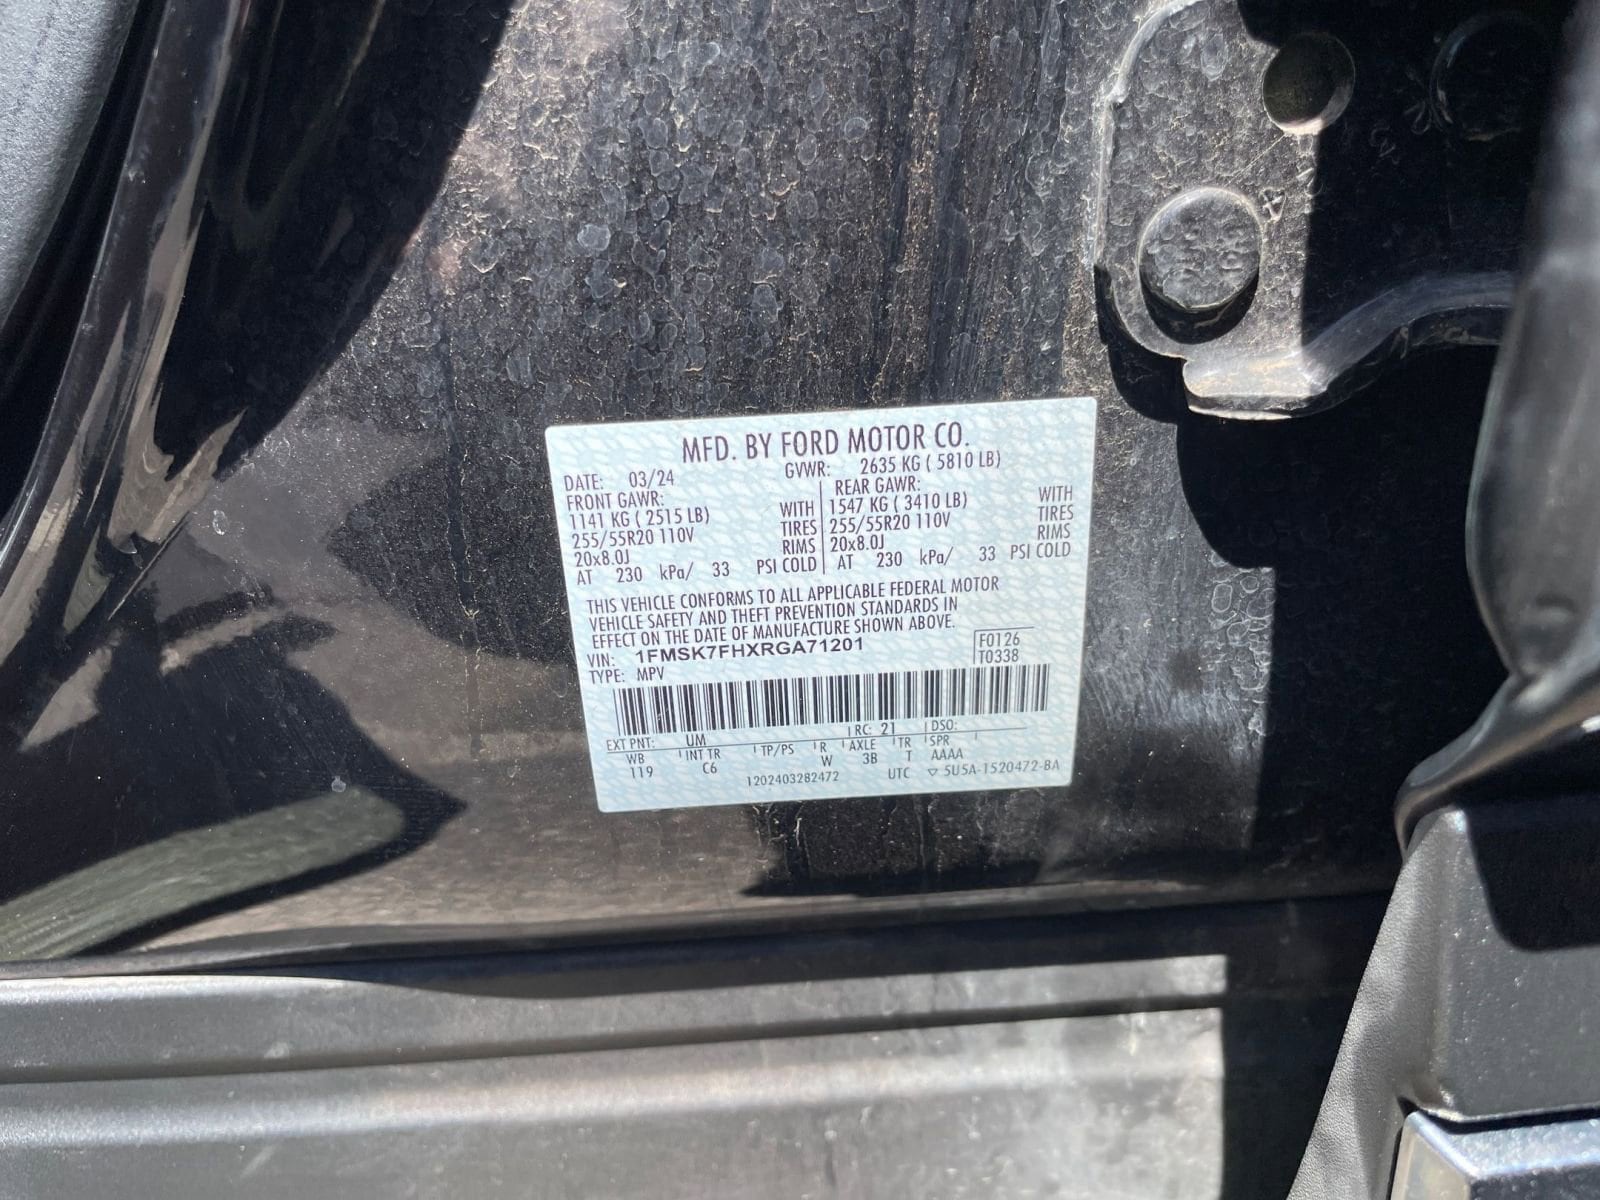 MFD. BY FORD MOTOR CO.
DATE: 03/24 GVWR: 2635 KG ( 5810 LB)
FRONT GAWR: REAR GAWR:
1141 KG ( 2515 LB) WITH 1547 KG ( 3410 LB) WITH
255/55R20 110V TIRES 255/55R20 110V TIRES
20x8.0J RIMS 20x8.0J RIMS
AT 230 kPa/ 33 PSI COLD AT 230 kPa/ 33 PSI COLD
THIS VEHICLE CONFORMS TO ALL APPLICABLE FEDERAL MOTOR
VEHICLE SAFETY AND THEFT PREVENTION STANDARDS IN
EFFECT ON THE DATE OF MANUFACTURE SHOWN ABOVE.
VIN: 1FMSK7FHXRGA71201 F0126
TYPE: MPV T0338
EXT PNT: UM RC: 21 DSO:
WB INT TR TP/PS R AXLE TR SPR
119 C6 W 3B T AAAA
1202403282472 UTC ▽ 5U5A-1520472-BA